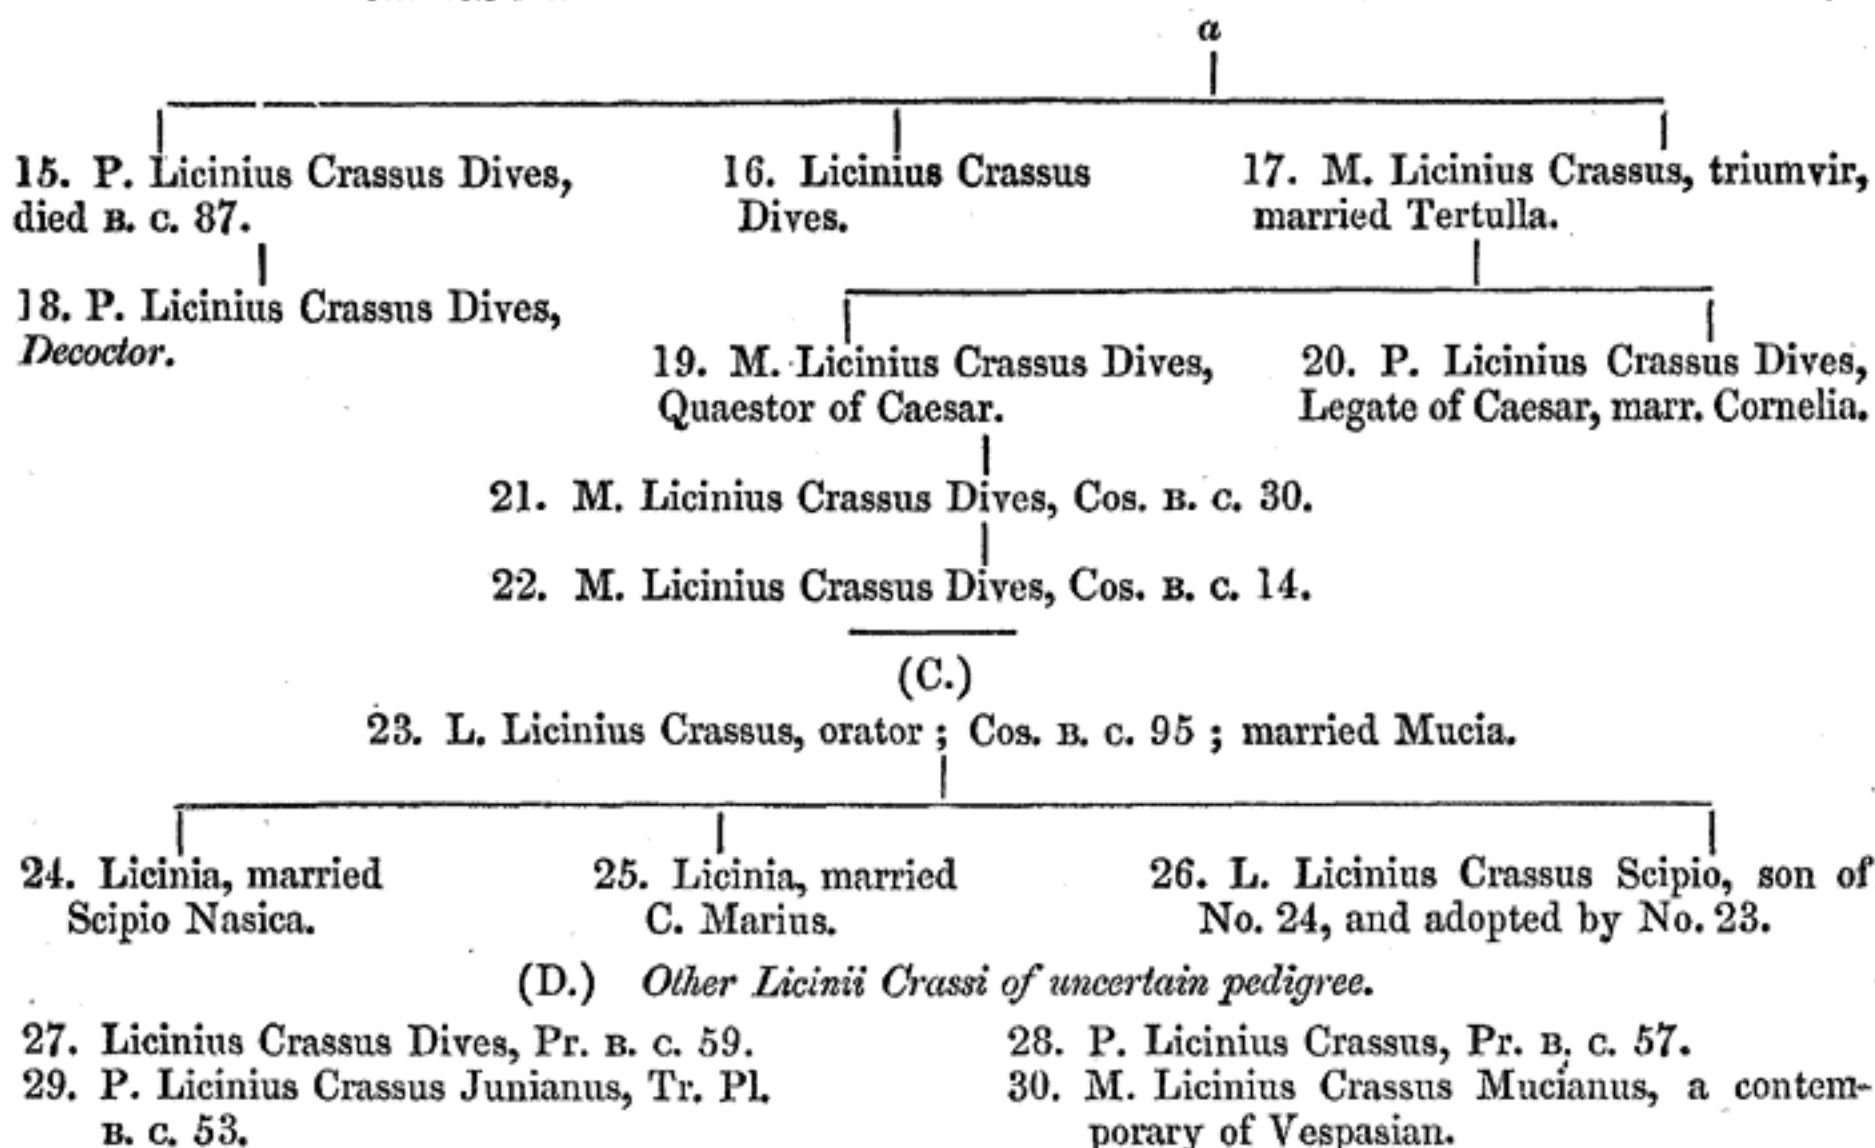 a
15. P. Licinius Crassus Dives,
died B. C. 87.
16. Licinius Crassus
Dives.
17. M. Licinius Crassus, triumvir,
married Tertulla.
18. P. Licinius Crassus Dives,
Decoctor.
19. M. Licinius Crassus Dives,
Quaestor of Caesar.
20. P. Licinius Crassus Dives,
Legate of Caesar, marr. Cornelia.
21. M. Licinius Crassus Dives, Cos. B. C. 30.
22. M. Licinius Crassus Dives, Cos. B. C. 14.
(C.)
23. L. Licinius Crassus, orator ; Cos. B. C. 95 ; married Mucia.
24. Licinia, married
Scipio Nasica.
25. Licinia, married
C. Marius.
26. L. Licinius Crassus Scipio, son of
No. 24, and adopted by No. 23.
(D.) Other Licinii Crassi of uncertain pedigree.
27. Licinius Crassus Dives, Pr. B. C. 59.
28. P. Licinius Crassus, Pr. B. C. 57.
29. P. Licinius Crassus Junianus, Tr. Pl.
B. C. 53.
30. M. Licinius Crassus Mucianus, a contem-
porary of Vespasian.